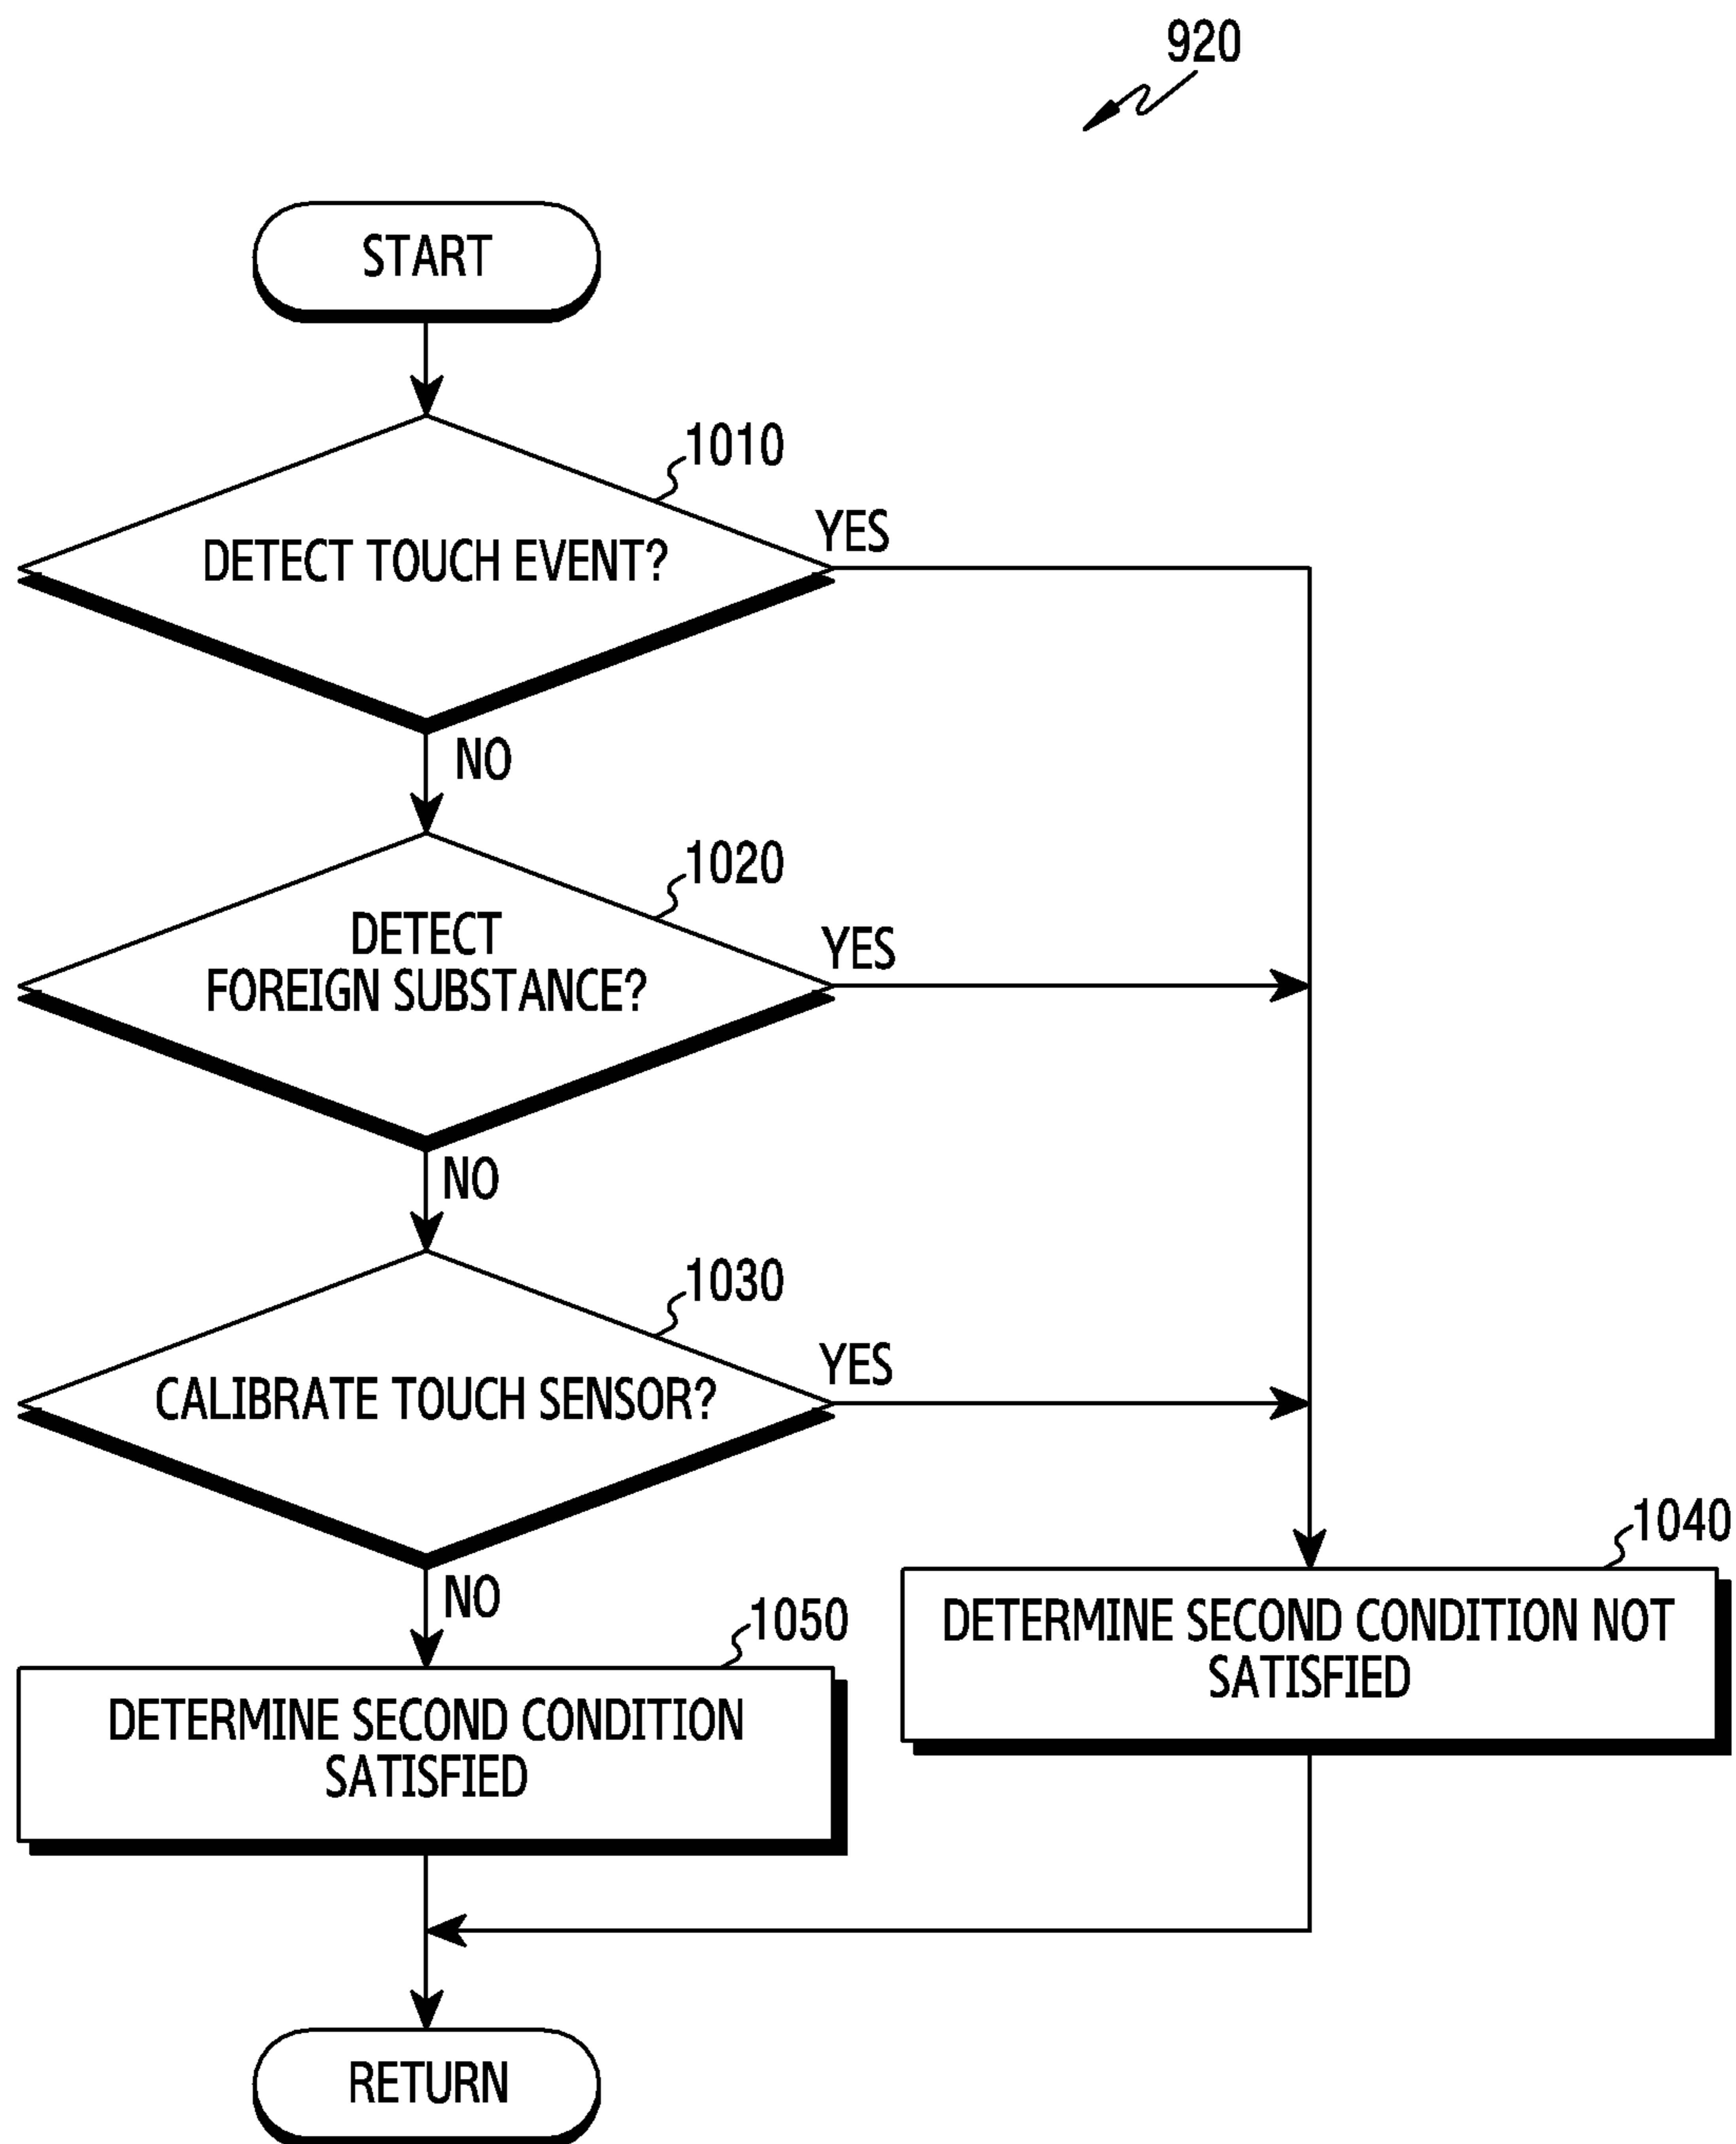 920
START
1010
DETECT TOUCH EVENT?
YES
NO
1020
DETECT
FOREIGN SUBSTANCE?
YES
NO
1030
CALIBRATE TOUCH SENSOR?
YES
NO
1040
DETERMINE SECOND CONDITION NOT
SATISFIED
1050
DETERMINE SECOND CONDITION
SATISFIED
RETURN